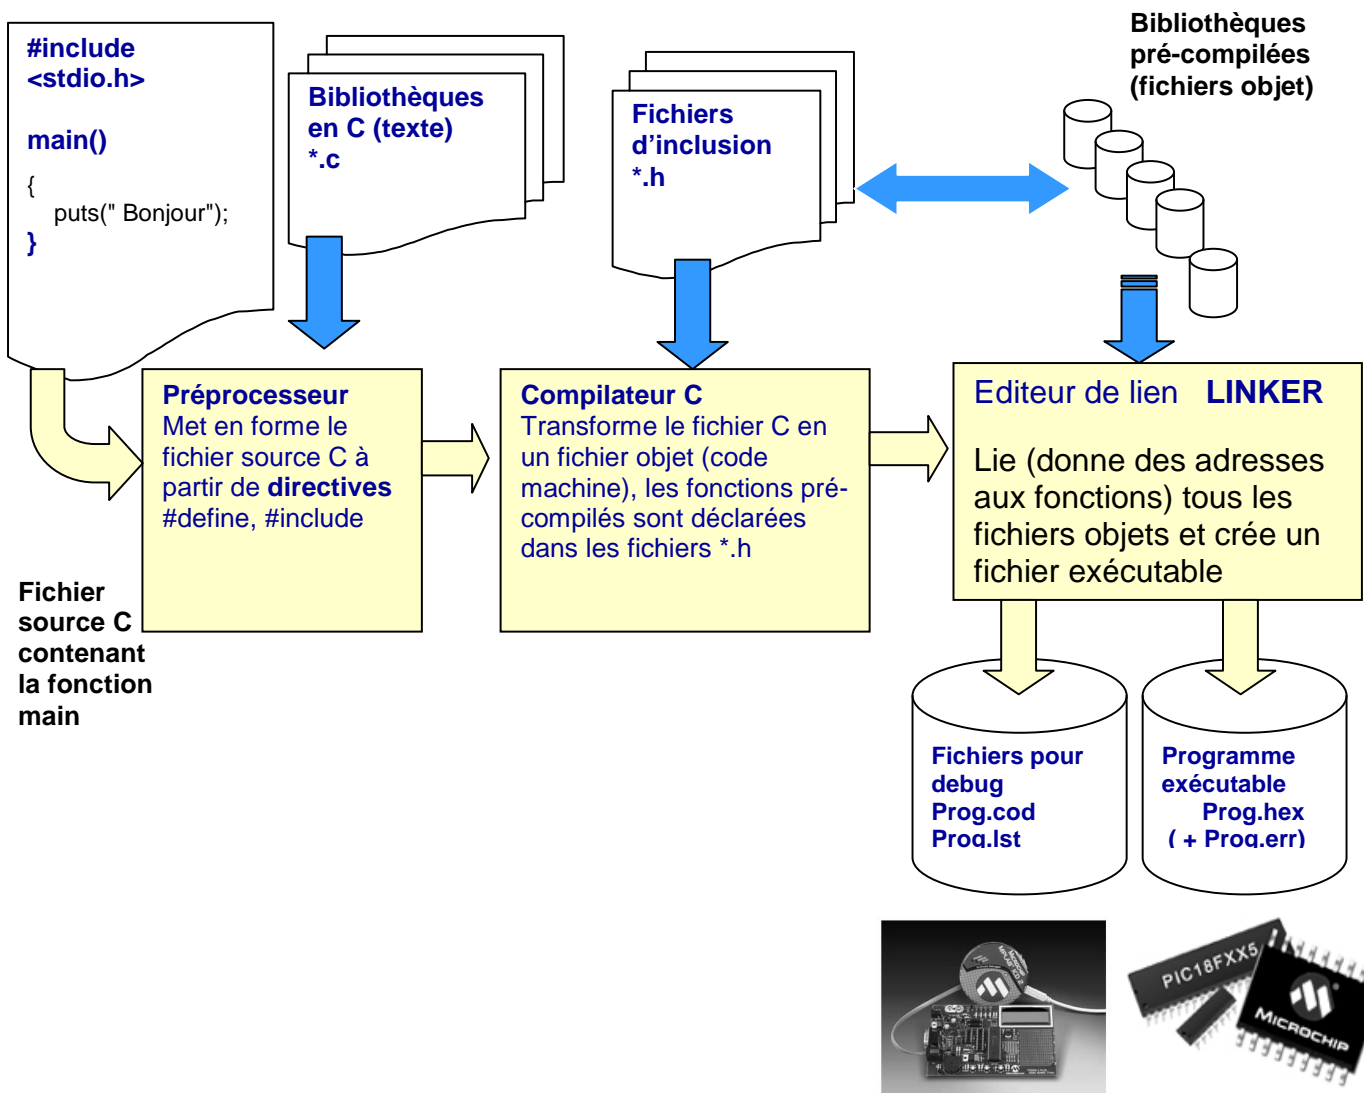 #include
<stdio.h>
main()
{
puts(" Bonjour");
}
Bibliothèques
en C (texte)
*.c
Fichiers
d'inclusion
*.h
Bibliothèques
pré-compilées
(fichiers objet)
Préprocesseur
Met en forme le
fichier source C à
partir de directives
#define, #include
Compilateur C
Transforme le fichier C en
un fichier objet (code
machine), les fonctions pré-
compilés sont déclarées
dans les fichiers *.h
Editeur de lien LINKER
Lie (donne des adresses
aux fonctions) tous les
fichiers objets et crée un
fichier exécutable
Fichier
source C
contenant
la fonction
main
Fichiers pour
debug
Prog.cod
Prog.lst
Programme
exécutable
Prog.hex
( + Prog.err)
MICROCHIP
MPLAB ICD 2
PIC18FXX5
MICROCHIP